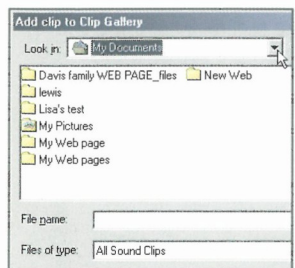 Add clip to Clip Gallery
Look in: My Documents
Davis family WEB PAGE_files New Web
lewis
Lisa's test
My Pictures
My Web page
My Web pages
File name:
Files of type: All Sound Clips